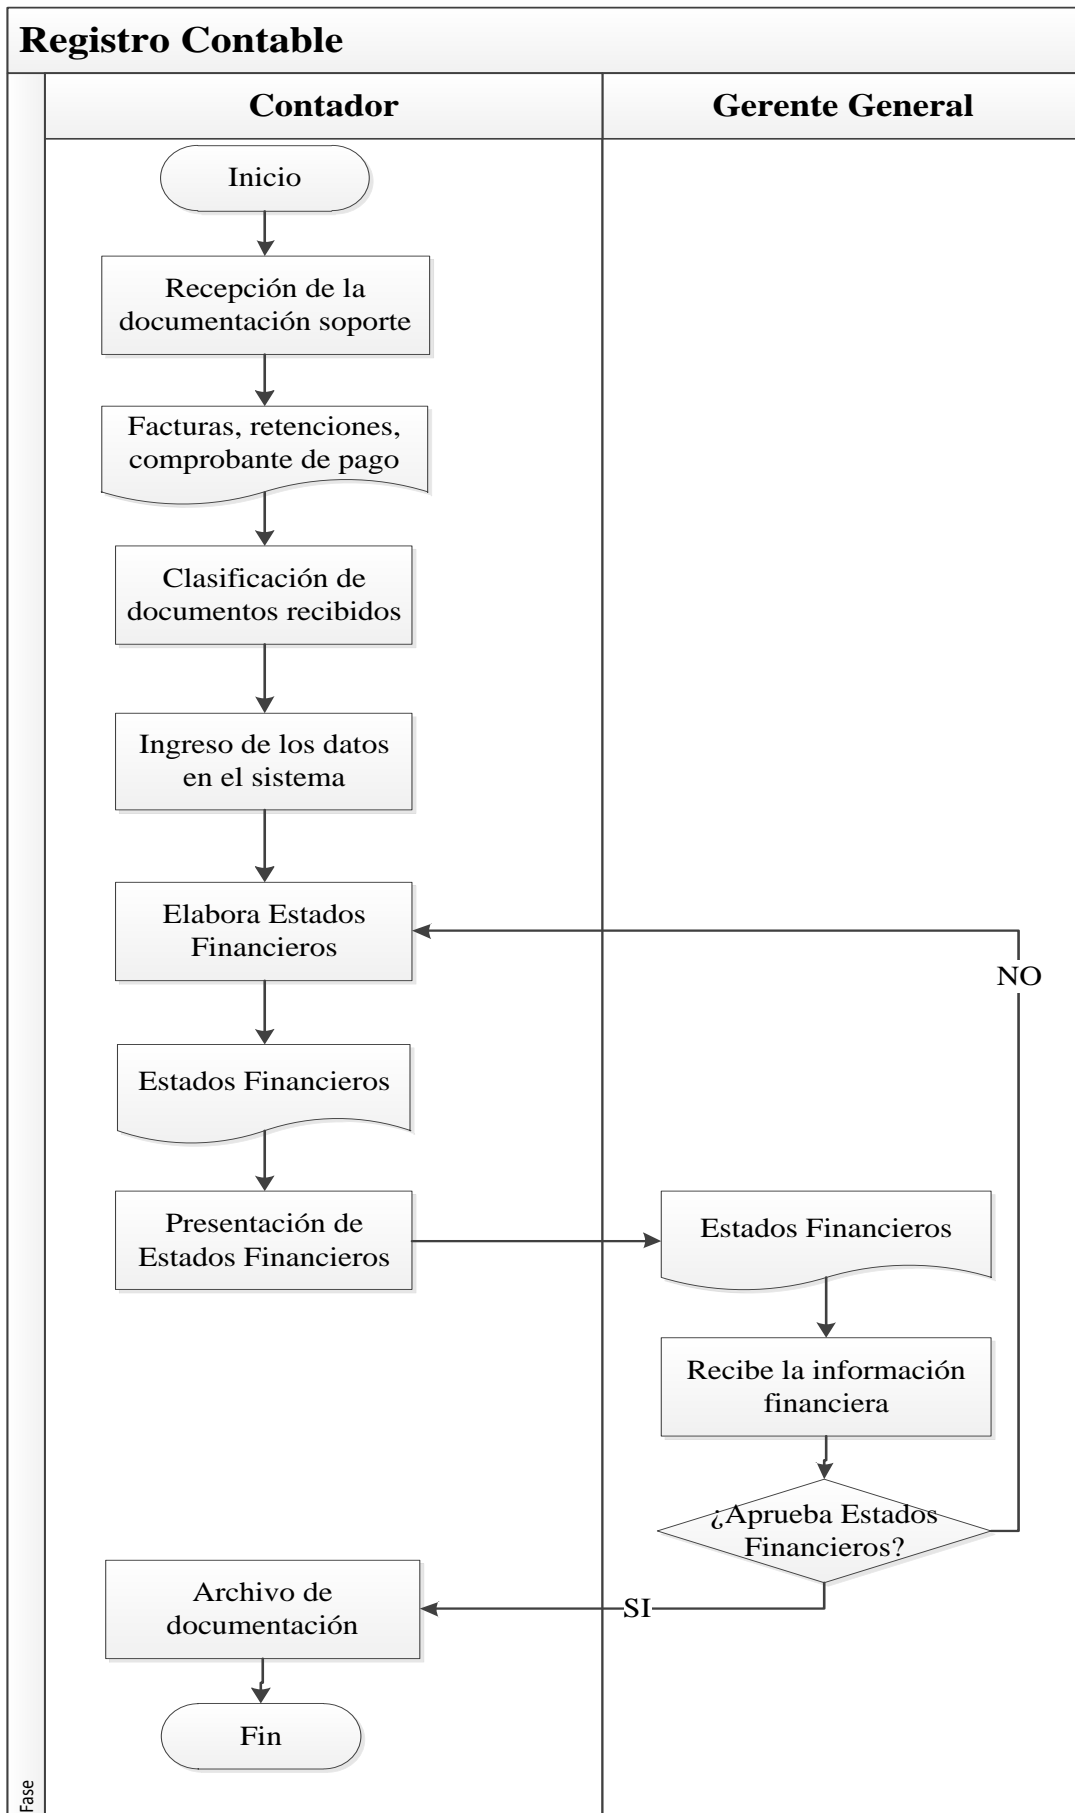 Registro Contable
Contador
Gerente General
Inicio
Recepción de la
documentación soporte
Facturas, retenciones,
comprobante de pago
Clasificación de
documentos recibidos
Ingreso de los datos
en el sistema
Elabora Estados
Financieros
NO
Estados Financieros
Presentación de
Estados Financieros
Estados Financieros
Recibe la información
financiera
¿Aprueba Estados
Financieros?
SI
Archivo de
documentación
Fin
Fase